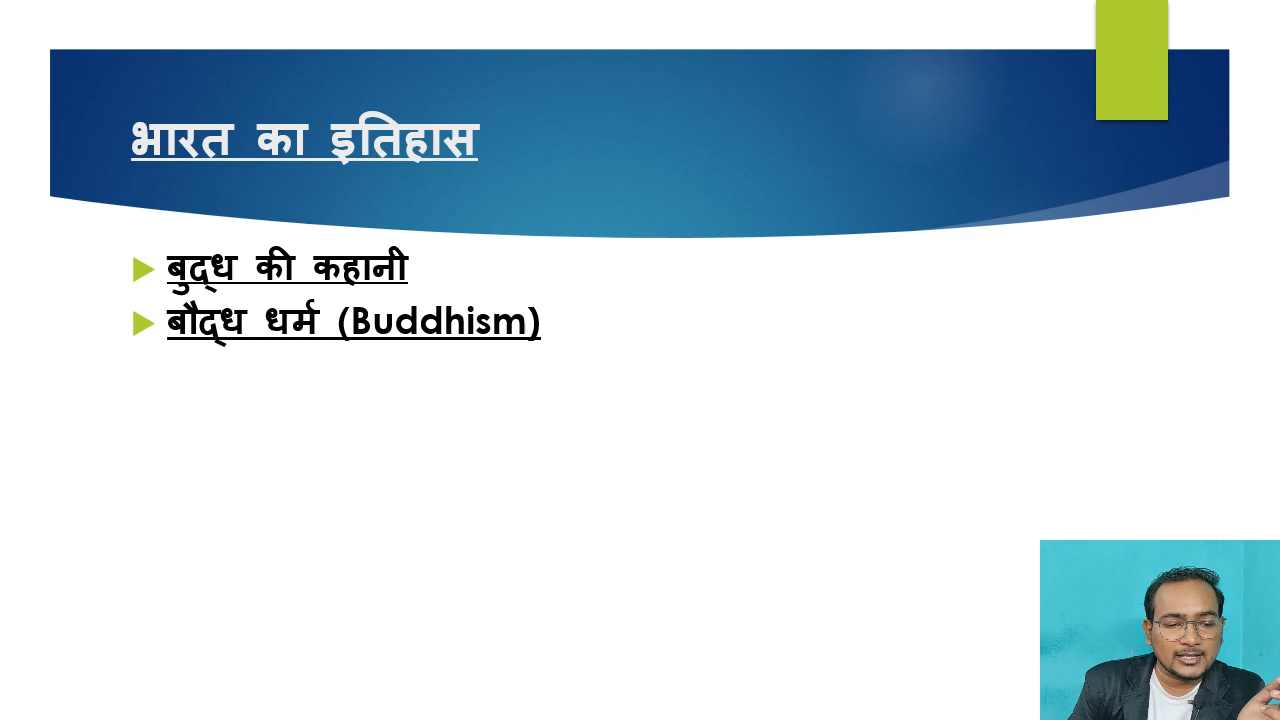 भारत का इतिहास
बुद्ध की कहानी
बौद्ध धर्म (Buddhism)